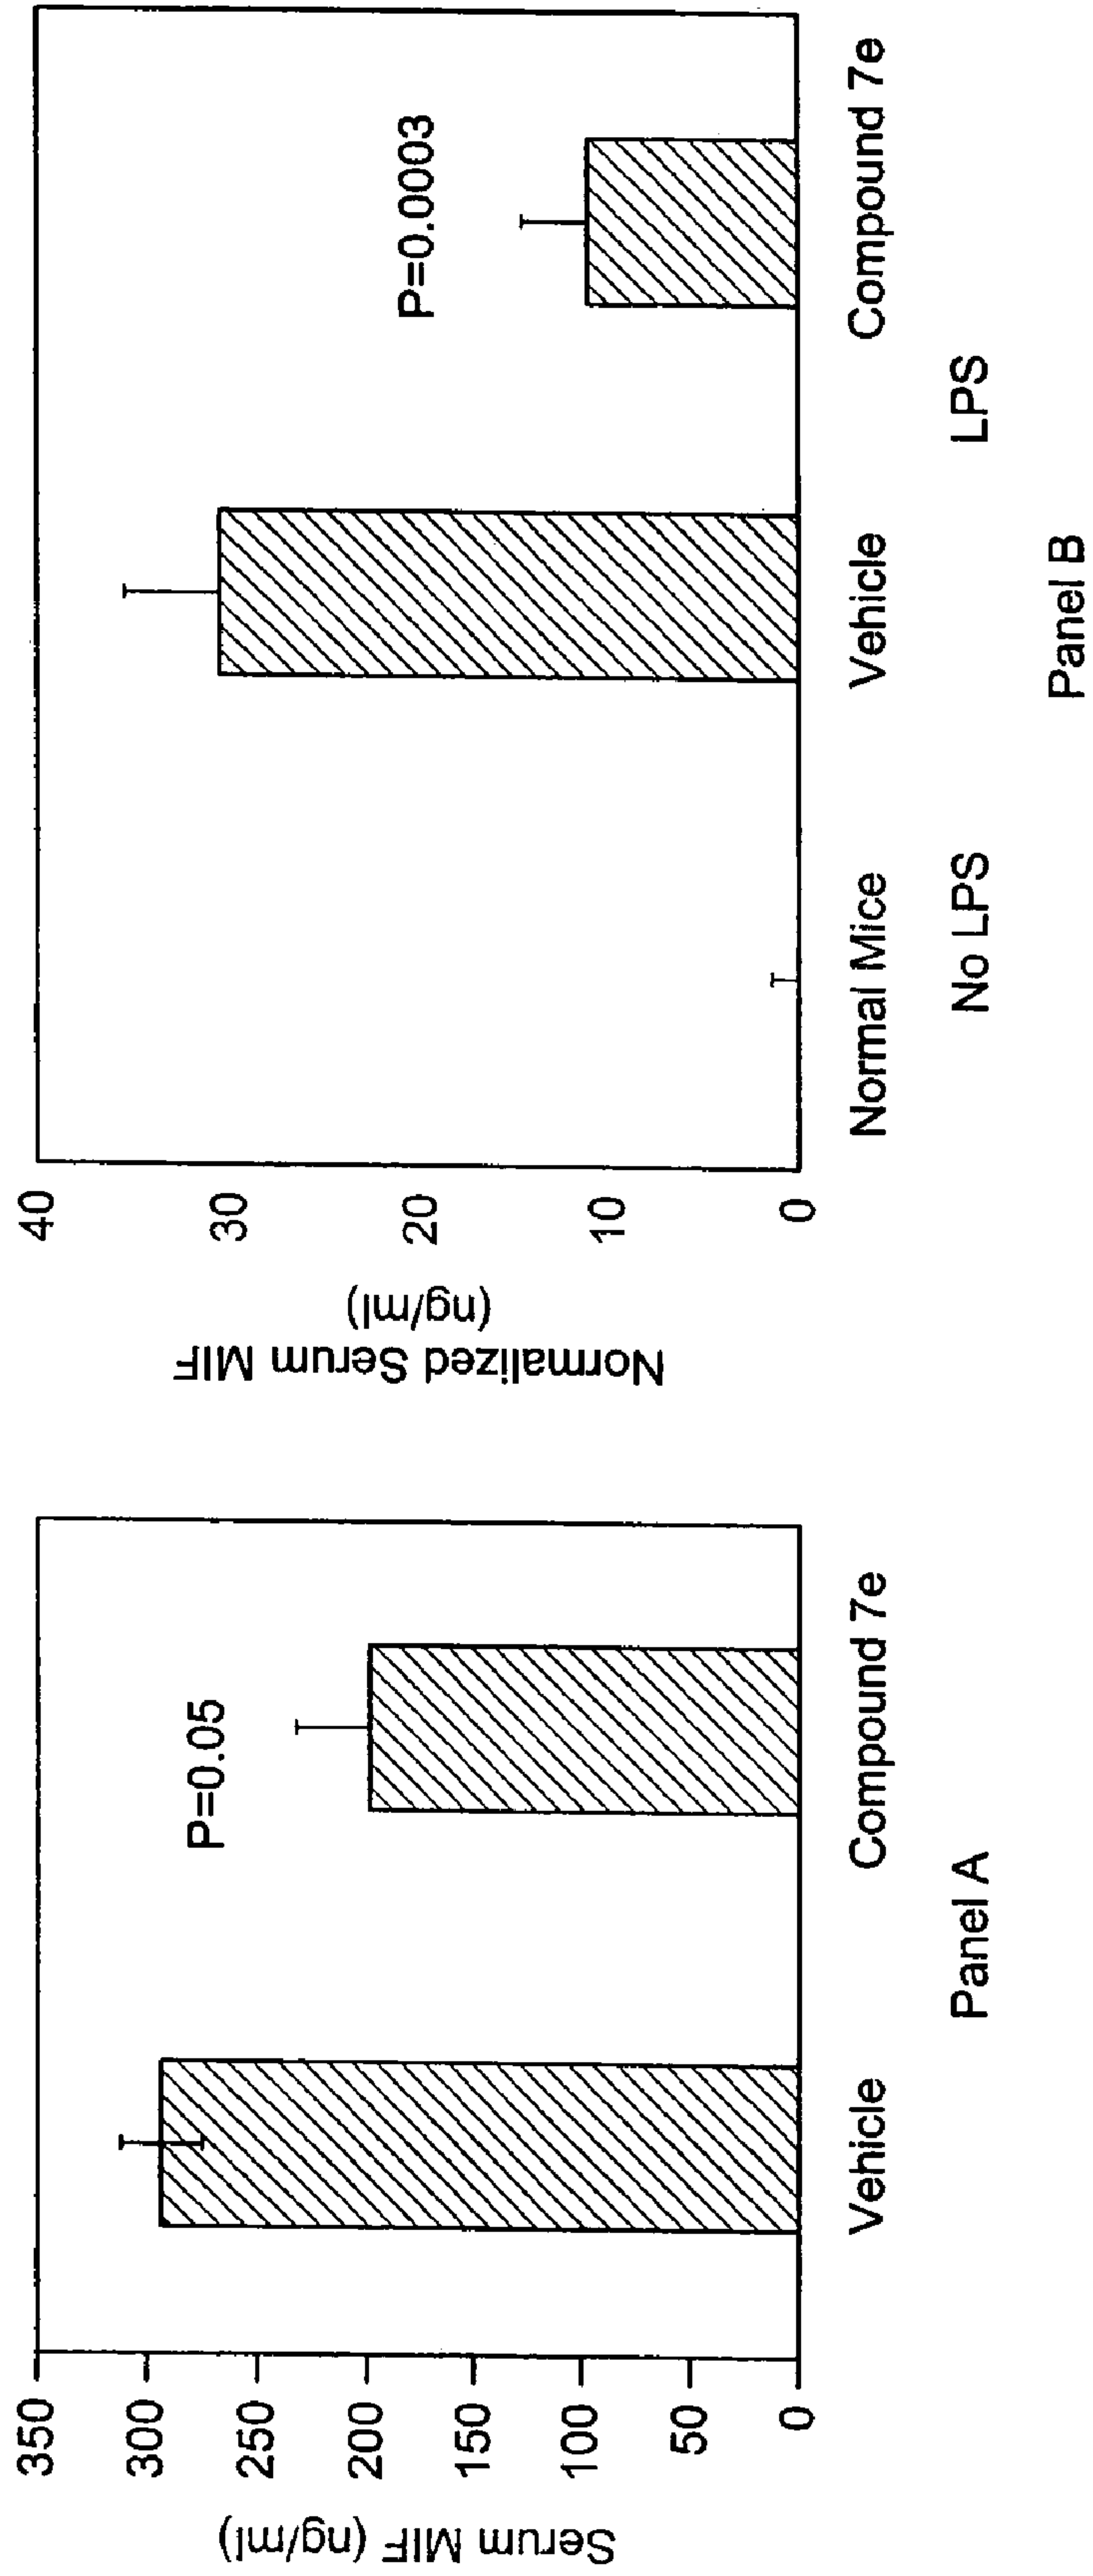 Serum MIF (ng/ml)
350
300
250
200
150
100
50
0
P=0.05
Vehicle
Compound 7e
Panel A
Normalized Serum MIF
(ng/ml)
40
30
20
10
0
P=0.0003
Normal Mice
Vehicle
Compound 7e
No LPS
LPS
Panel B